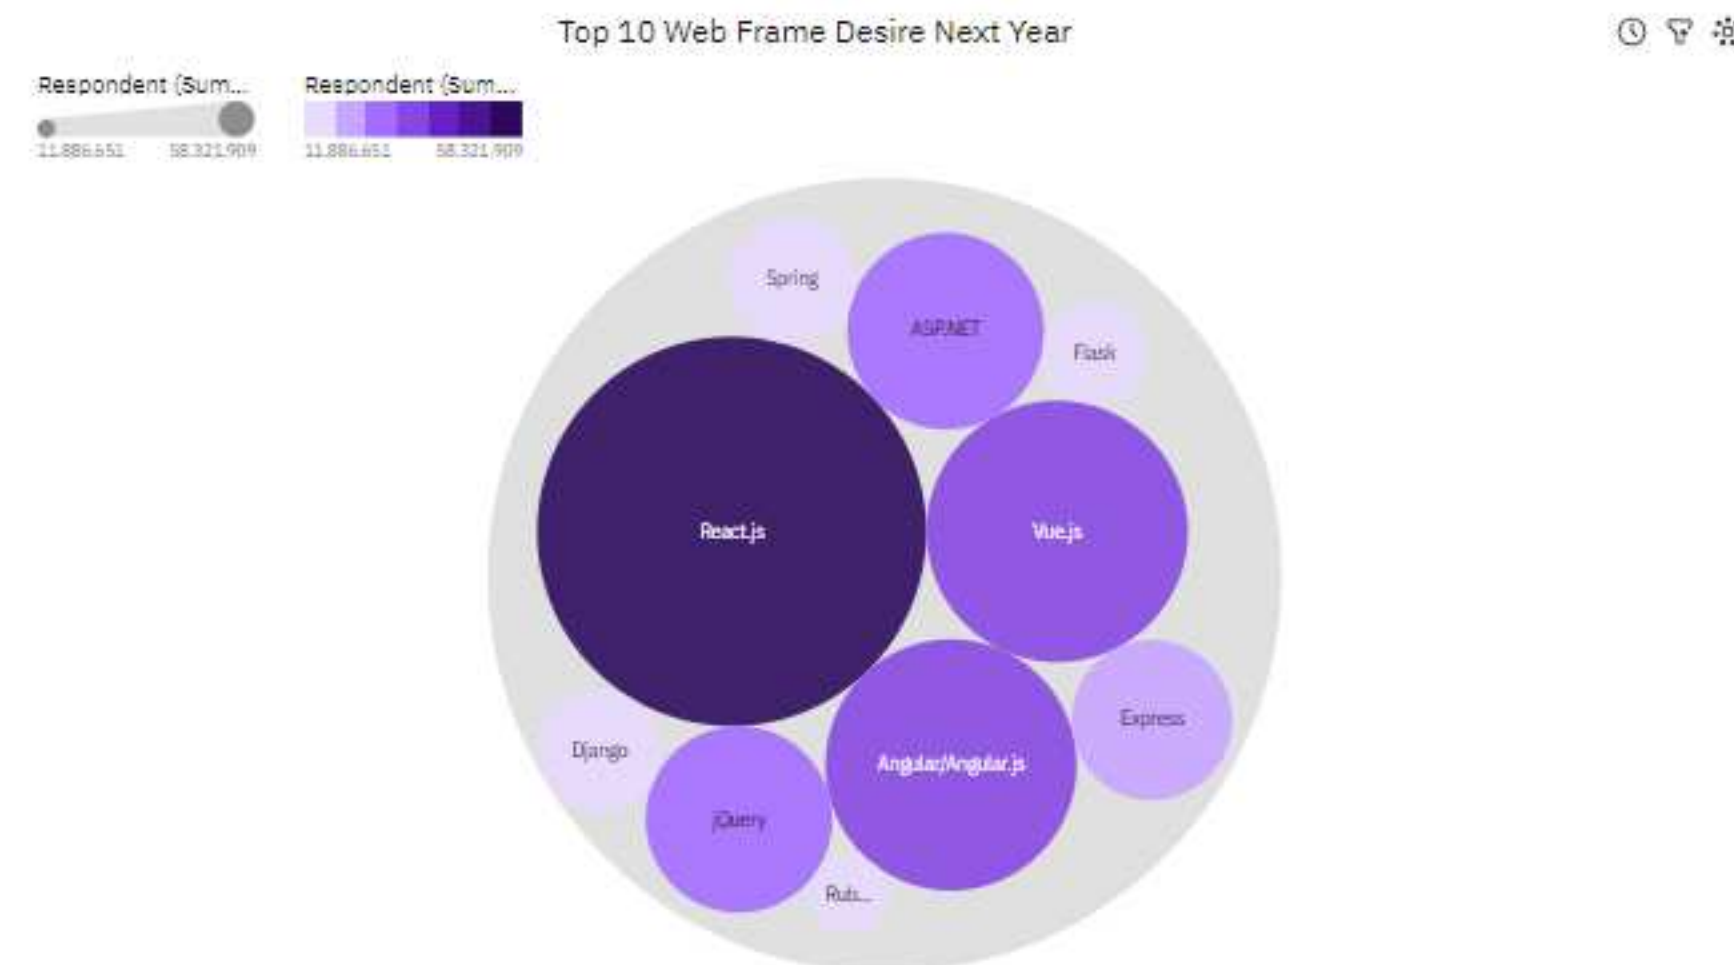 Top 10 Web Frame Desire Next Year
Respondent (Sum...
Respondent (Sum...
11.886.651
58.321.909
11.886.651
58.321.909
Spring
ASP.NET
Flask
React.js
Vue.js
Express
Django
Angular/Angular.js
jQuery
Rub...